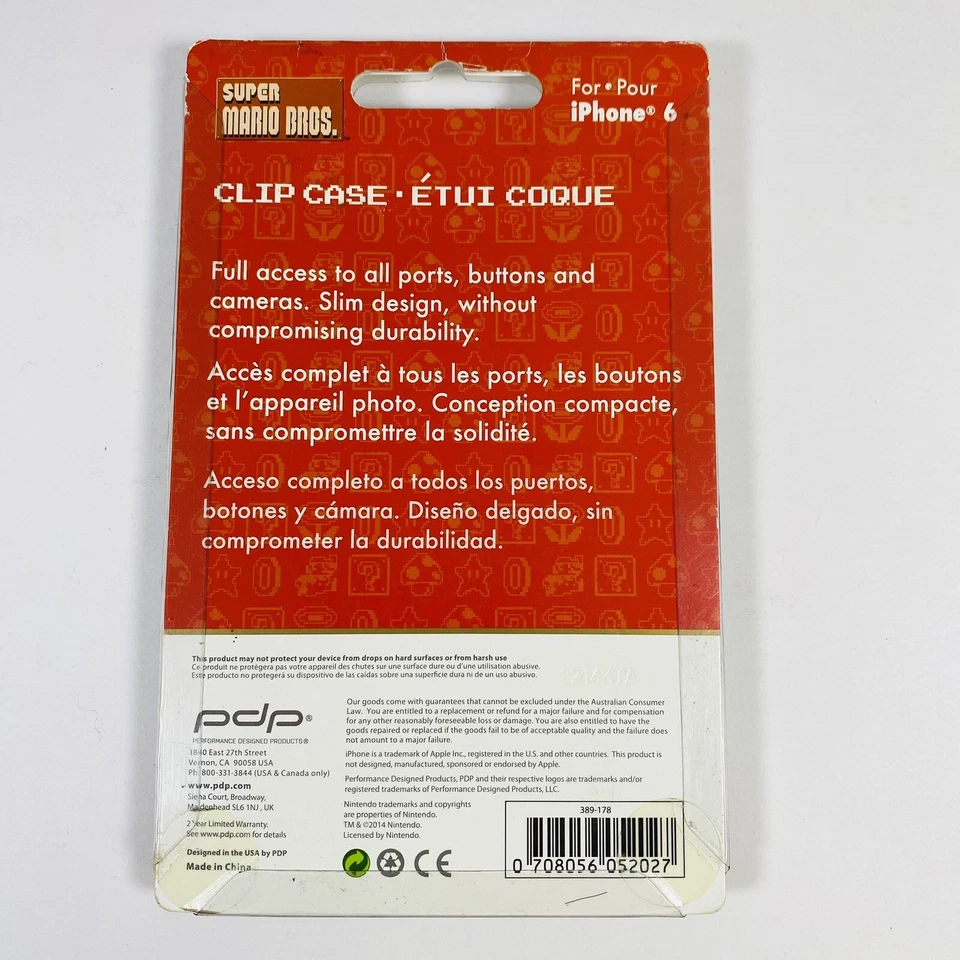 SUPER
MARIO BROS.
For • Pour
iPhone® 6
CLIP CASE · ÉTUI COQUE
Full access to all ports, buttons and
cameras. Slim design, without
compromising durability.
Accès complet à tous les ports, les boutons
et l'appareil photo. Conception compacte,
sans compromettre la solidité.
Acceso completo a todos los puertos,
botones y cámara. Diseño delgado, sin
comprometer la durabilidad.
This product may not protect your device from drops on hard surfaces or from harsh use
Ce produit ne protègera pas votre appareil des chutes sur une surface dure ou d'une utilisation abusive.
Este producto no protegerá su dispositivo de las caídas sobre una superficie dura ni de un uso abusivo.
pdp®
PERFORMANCE DESIGNED PRODUCTS®
1840 East 27th Street
Vernon, CA 90058 USA
Ph: 800-331-3844 (USA & Canada only)
www.pdp.com
Siena Court, Broadway,
Maidenhead SL6 1NJ, UK
2 Year Limited Warranty.
See www.pdp.com for details
Designed in the USA by PDP
Made in China
Our goods come with guarantees that cannot be excluded under the Australian Consumer
Law. You are entitled to a replacement or refund for a major failure and for compensation
for any other reasonably foreseeable loss or damage. You are also entitled to have the
goods repaired or replaced if the goods fail to be of acceptable quality and the failure does
not amount to a major failure.
iPhone is a trademark of Apple Inc., registered in the U.S. and other countries. This product is
not designed, manufactured, sponsored or endorsed by Apple.
Performance Designed Products, PDP and their respective logos are trademarks and/or
registered trademarks of Performance Designed Products, LLC.
Nintendo trademarks and copyrights
are properties of Nintendo.
TM & ©2014 Nintendo.
Licensed by Nintendo.
CE
389-178
0 708056 052027